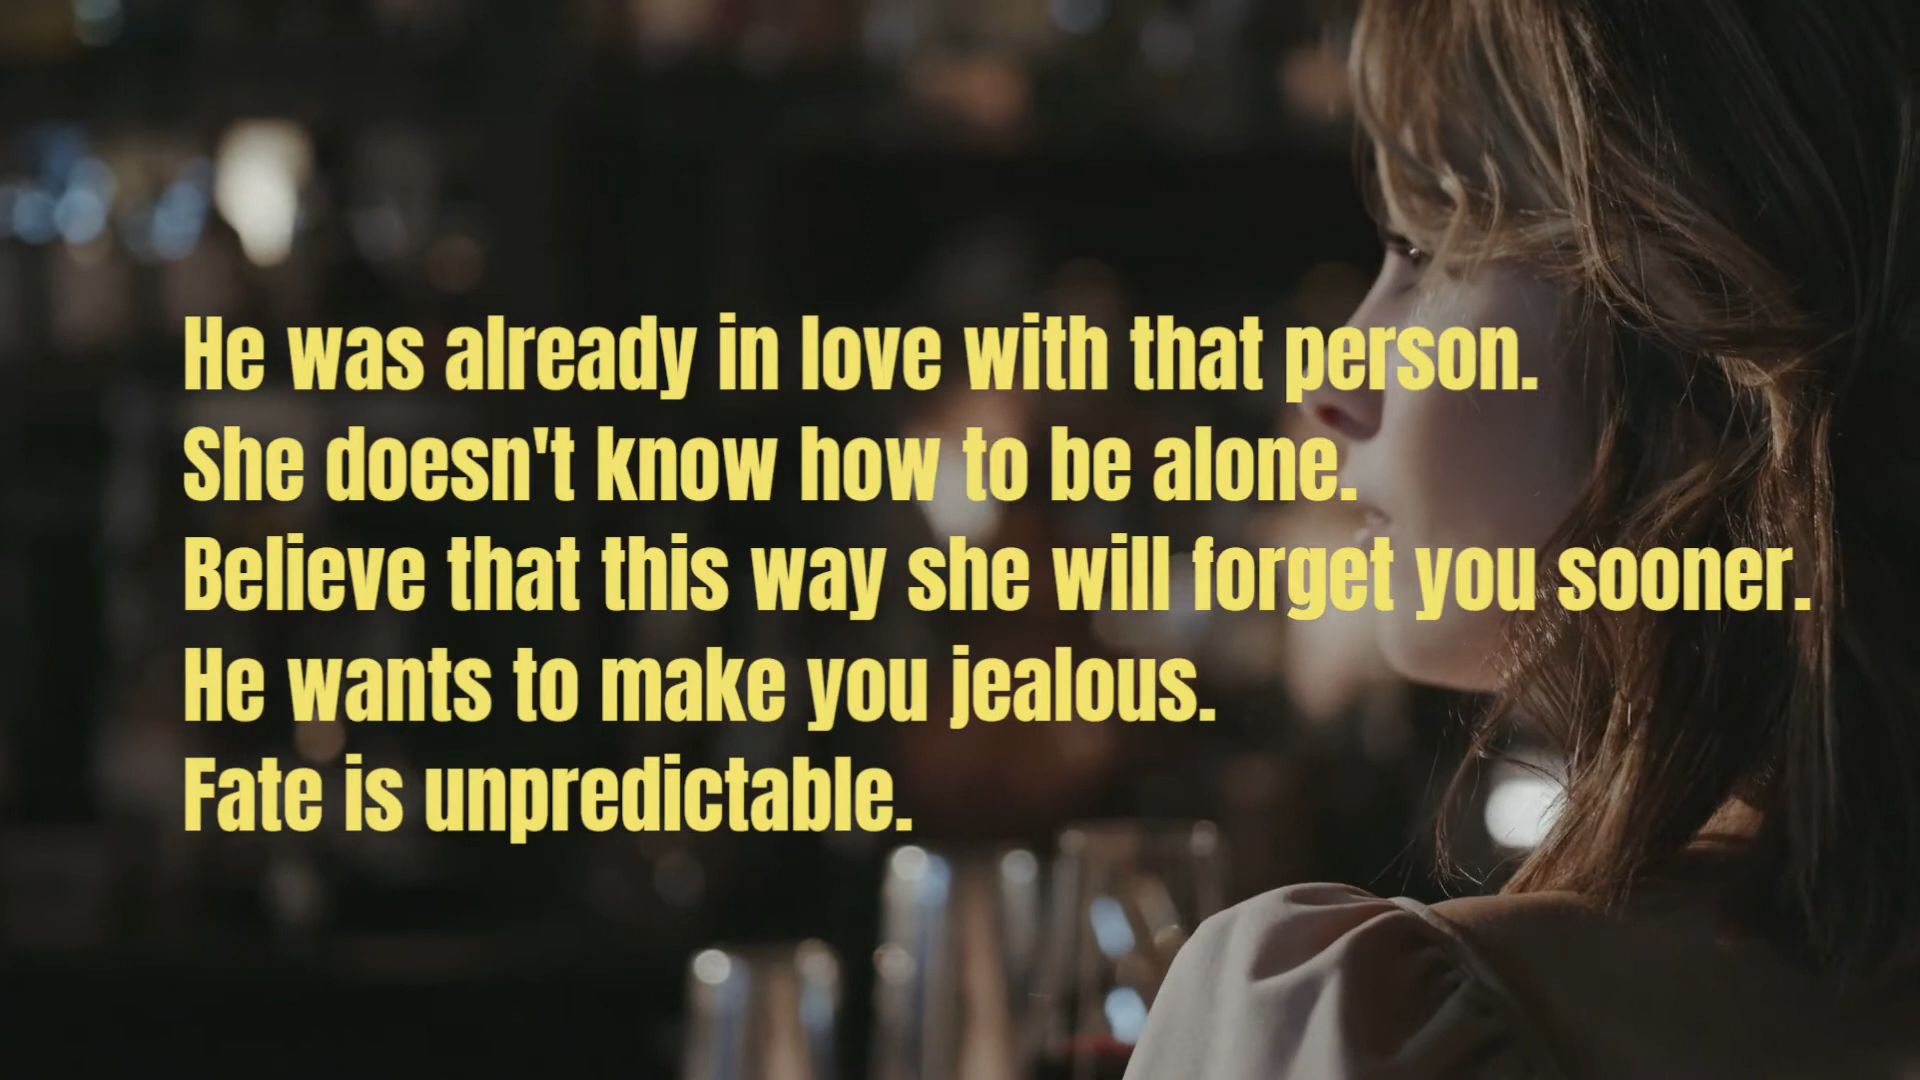 He was already in love with that person.
She doesn't know how to be alone.
Believe that this way she will forget you sooner.
He wants to make you jealous.
Fate is unpredictable.